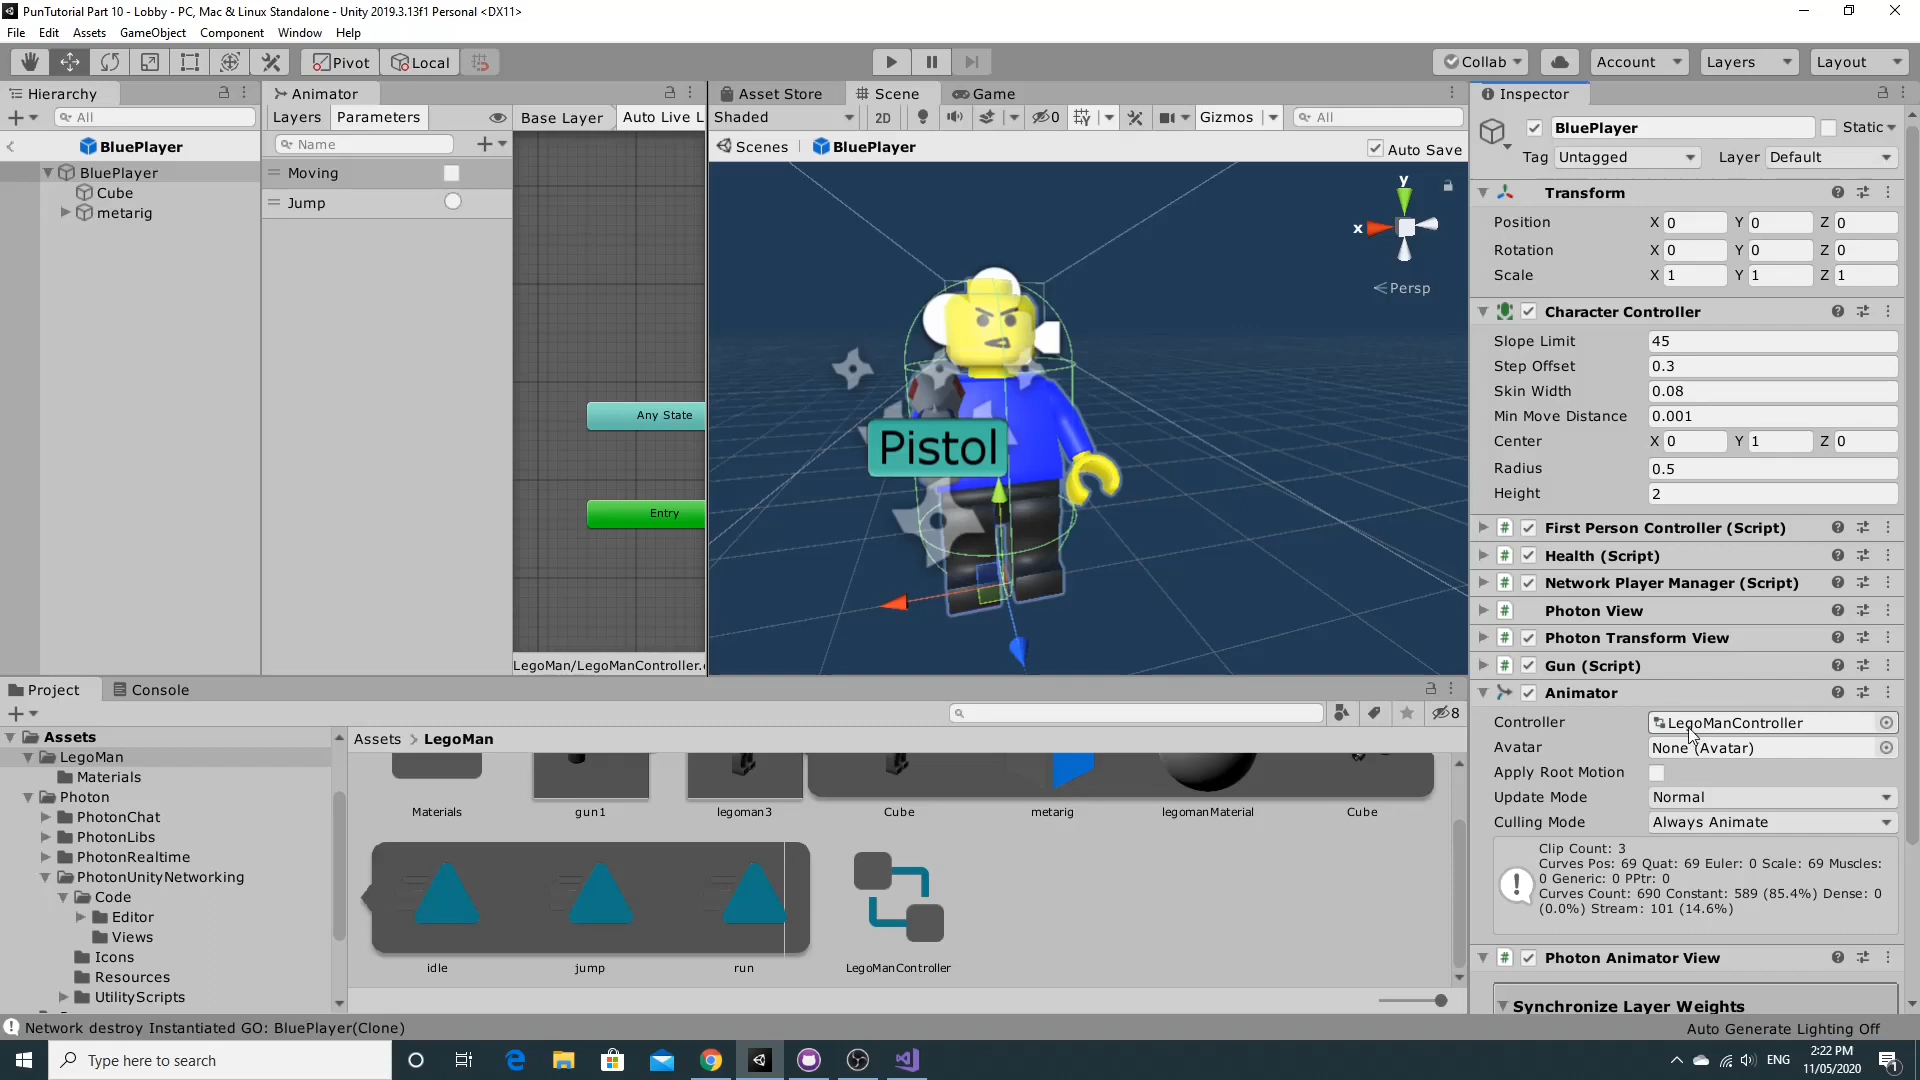 PunTutorial Part 10 - Lobby - PC, Mac & Linux Standalone - Unity 2019.3.13f1 Personal <DX11>
File Edit Assets GameObject Component Window Help
Pivot Local Collab Account Layers Layout
Hierarchy
All
BluePlayer
BluePlayer
Cube
metarig
Animator
Layers Parameters Base Layer Auto Live L
Name
Moving
Jump
Any State
Entry
LegoMan/LegoManController.
Asset Store Scene Game
Shaded 2D 0 Gizmos All
Scenes BluePlayer Auto Save
y
x
Persp
Pistol
Inspector
BluePlayer Static
Tag Untagged Layer Default
Transform
Position X 0 Y 0 Z 0
Rotation X 0 Y 0 Z 0
Scale X 1 Y 1 Z 1
Character Controller
Slope Limit 45
Step Offset 0.3
Skin Width 0.08
Min Move Distance 0.001
Center X 0 Y 1 Z 0
Radius 0.5
Height 2
First Person Controller (Script)
Health (Script)
Network Player Manager (Script)
Photon View
Photon Transform View
Gun (Script)
Animator
Controller LegoManController
Avatar None (Avatar)
Apply Root Motion
Update Mode Normal
Culling Mode Always Animate
Clip Count: 3
Curves Pos: 69 Quat: 69 Euler: 0 Scale: 69 Muscles:
0 Generic: 0 PPtr: 0
Curves Count: 690 Constant: 589 (85.4%) Dense: 0
(0.0%) Stream: 101 (14.6%)
Photon Animator View
Synchronize Layer Weights
Project Console
8
Assets
LegoMan
Materials
Photon
PhotonChat
PhotonLibs
PhotonRealtime
PhotonUnityNetworking
Code
Editor
Views
Icons
Resources
UtilityScripts
Assets > LegoMan
Materials gun1 legoman3 Cube metarig legomanMaterial Cube
idle jump run LegoManController
Network destroy Instantiated GO: BluePlayer(Clone)
Auto Generate Lighting Off
Type here to search
ENG
2:22 PM
11/05/2020
1